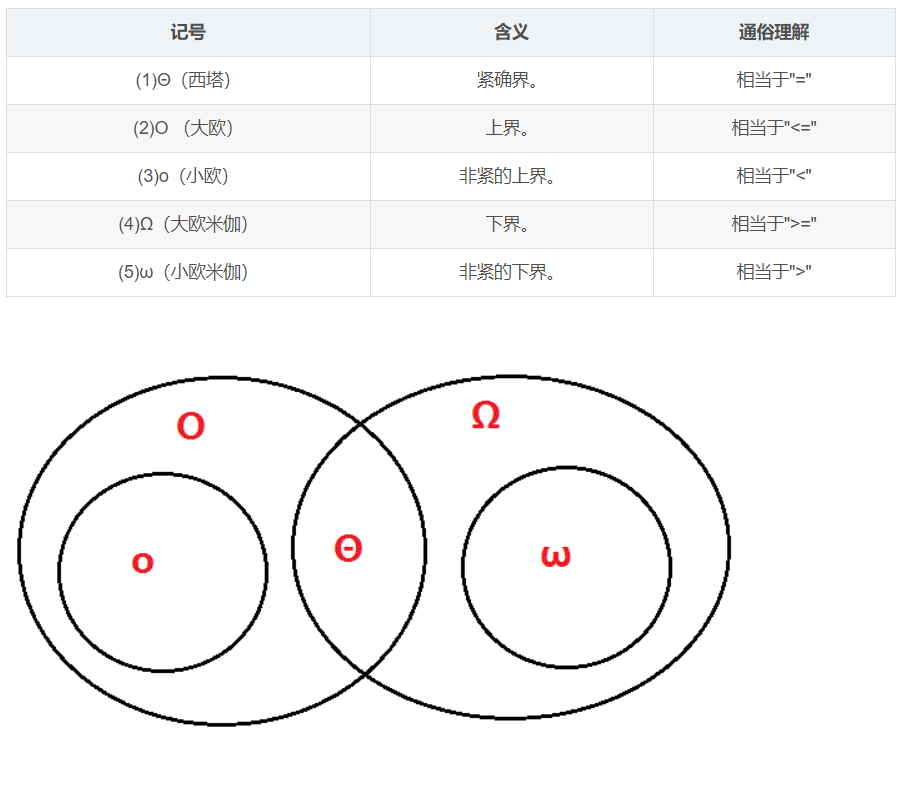 记号 含义 通俗理解
(1)Θ（西塔） 紧确界。 相当于"="
(2)O （大欧） 上界。 相当于"<="
(3)o（小欧） 非紧的上界。 相当于"<"
(4)Ω（大欧米伽） 下界。 相当于">="
(5)ω（小欧米伽） 非紧的下界。 相当于">"
O Ω
o Θ ω